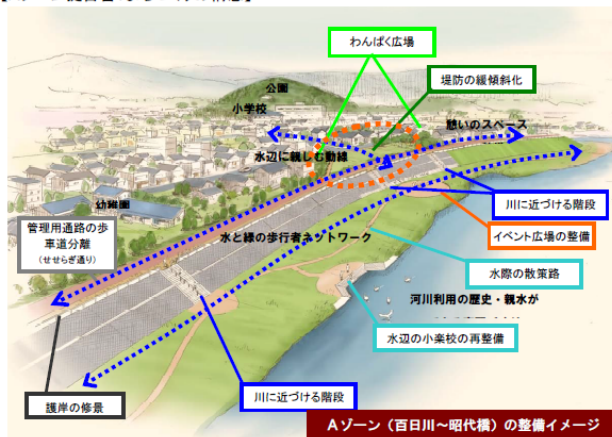 わんぱく広場
堤防の緩傾斜化
公園
小学校
憩いのスペース
水辺に親しむ動線
幼稚園
川に近づける階段
管理用通路の歩
車道分離
(せせらぎ通り)
水と緑の歩行者ネットワーク
イベント広場の整備
水際の散策路
河川利用の歴史・親水が
水辺の小楽校の再整備
川に近づける階段
護岸の修景
Aゾーン(百日川~昭代橋)の整備イメージ